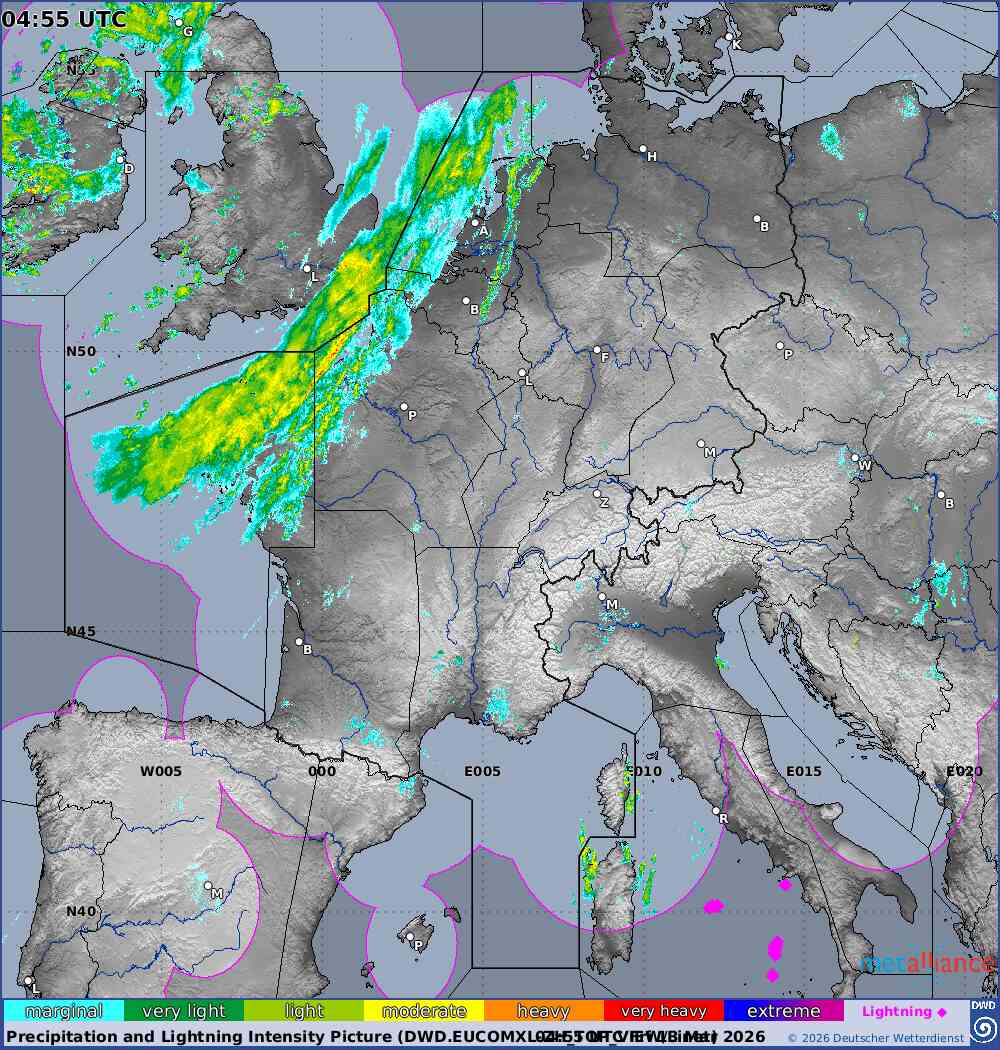 04:55 UTC
G
K
N55
D
H
B
A
L
B
N50
F
P
L
P
M
W
Z
B
M
N45
B
W005
000
E005
E010
E015
E020
R
M
N40
P
L
metalliance
marginal
very light
light
moderate
heavy
very heavy
extreme
Lightning
DWD
Precipitation and Lightning Intensity Picture (DWD.EUCOMX
2026
© 2026 Deutscher Wetterdienst